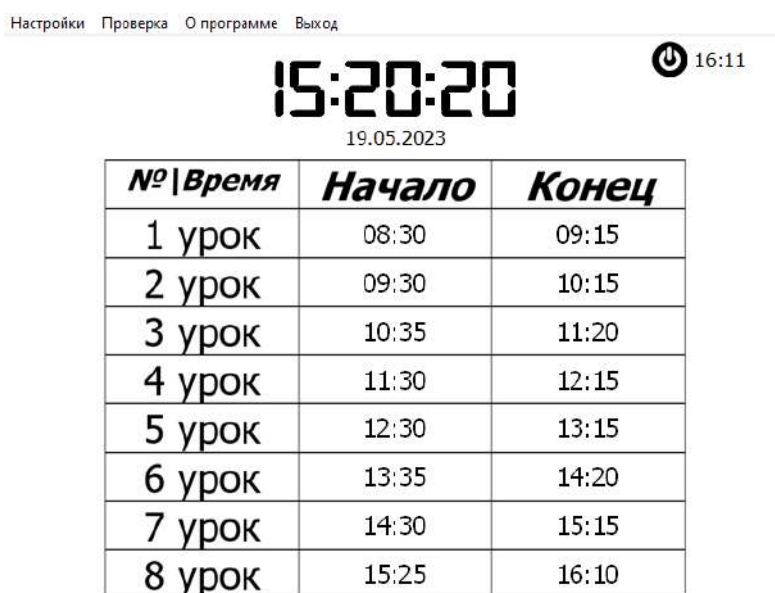 Настройки Проверка О программе Выход
15:20:20
16:11
19.05.2023
№|Время Начало Конец
1 урок 08:30 09:15
2 урок 09:30 10:15
3 урок 10:35 11:20
4 урок 11:30 12:15
5 урок 12:30 13:15
6 урок 13:35 14:20
7 урок 14:30 15:15
8 урок 15:25 16:10